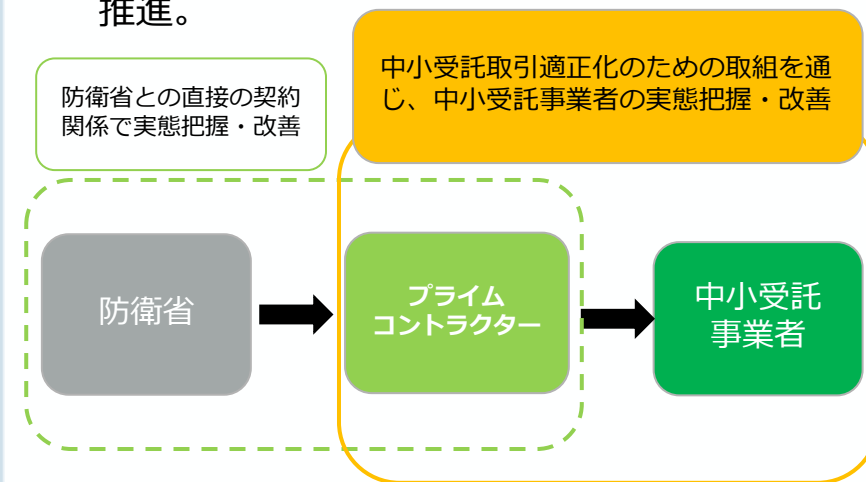 推進。
防衛省との直接の契約
関係で実態把握・改善
中小受託取引適正化のための取組を通
じ、中小受託事業者の実態把握・改善
防衛省
プライム
コントラクター
中小受託
事業者